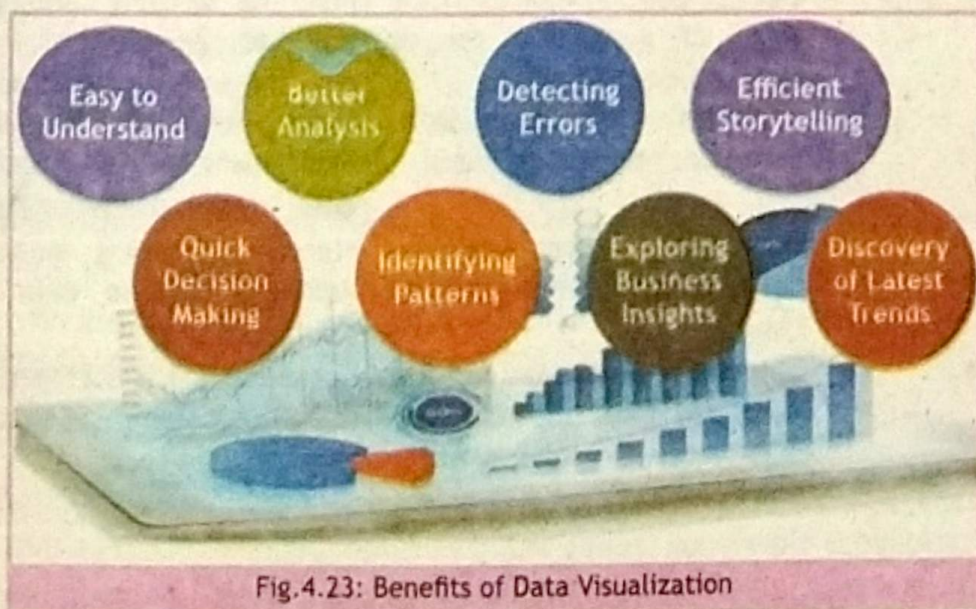 Easy to
Understand
Better
Analysis
Detecting
Errors
Efficient
Storytelling
Quick
Decision
Making
Identifying
Patterns
Exploring
Business
Insights
Discovery
of Latest
Trends
Fig.4.23: Benefits of Data Visualization